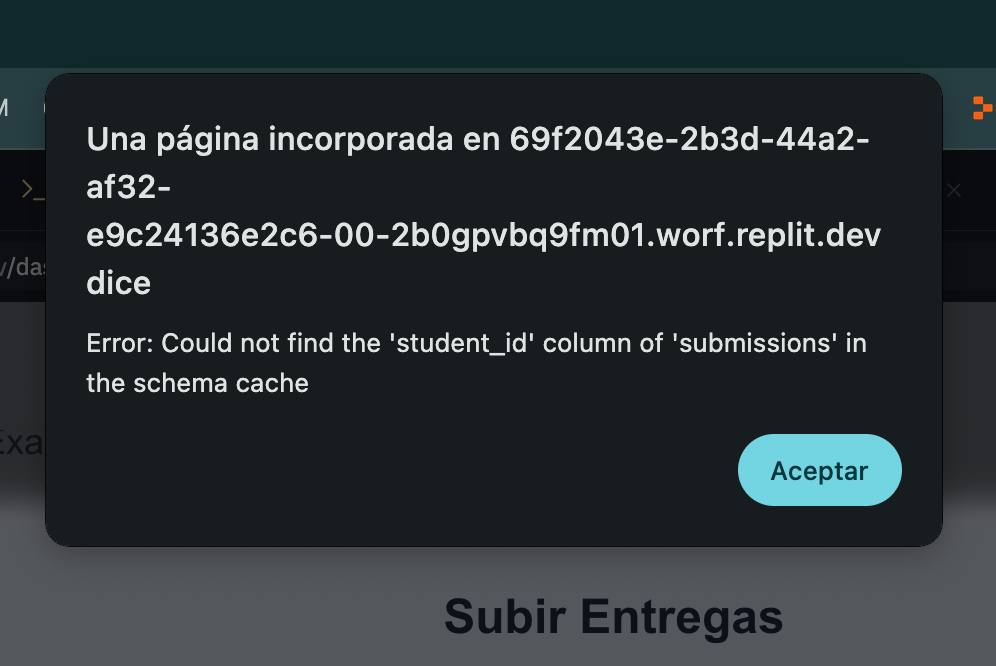 M
Una página incorporada en 69f2043e-2b3d-44a2-
af32-
e9c24136e2c6-00-2b0gpvbq9fm01.worf.replit.dev
dice
>_
v/das
Error: Could not find the 'student_id' column of 'submissions' in
the schema cache
Exa
Aceptar
Subir Entregas